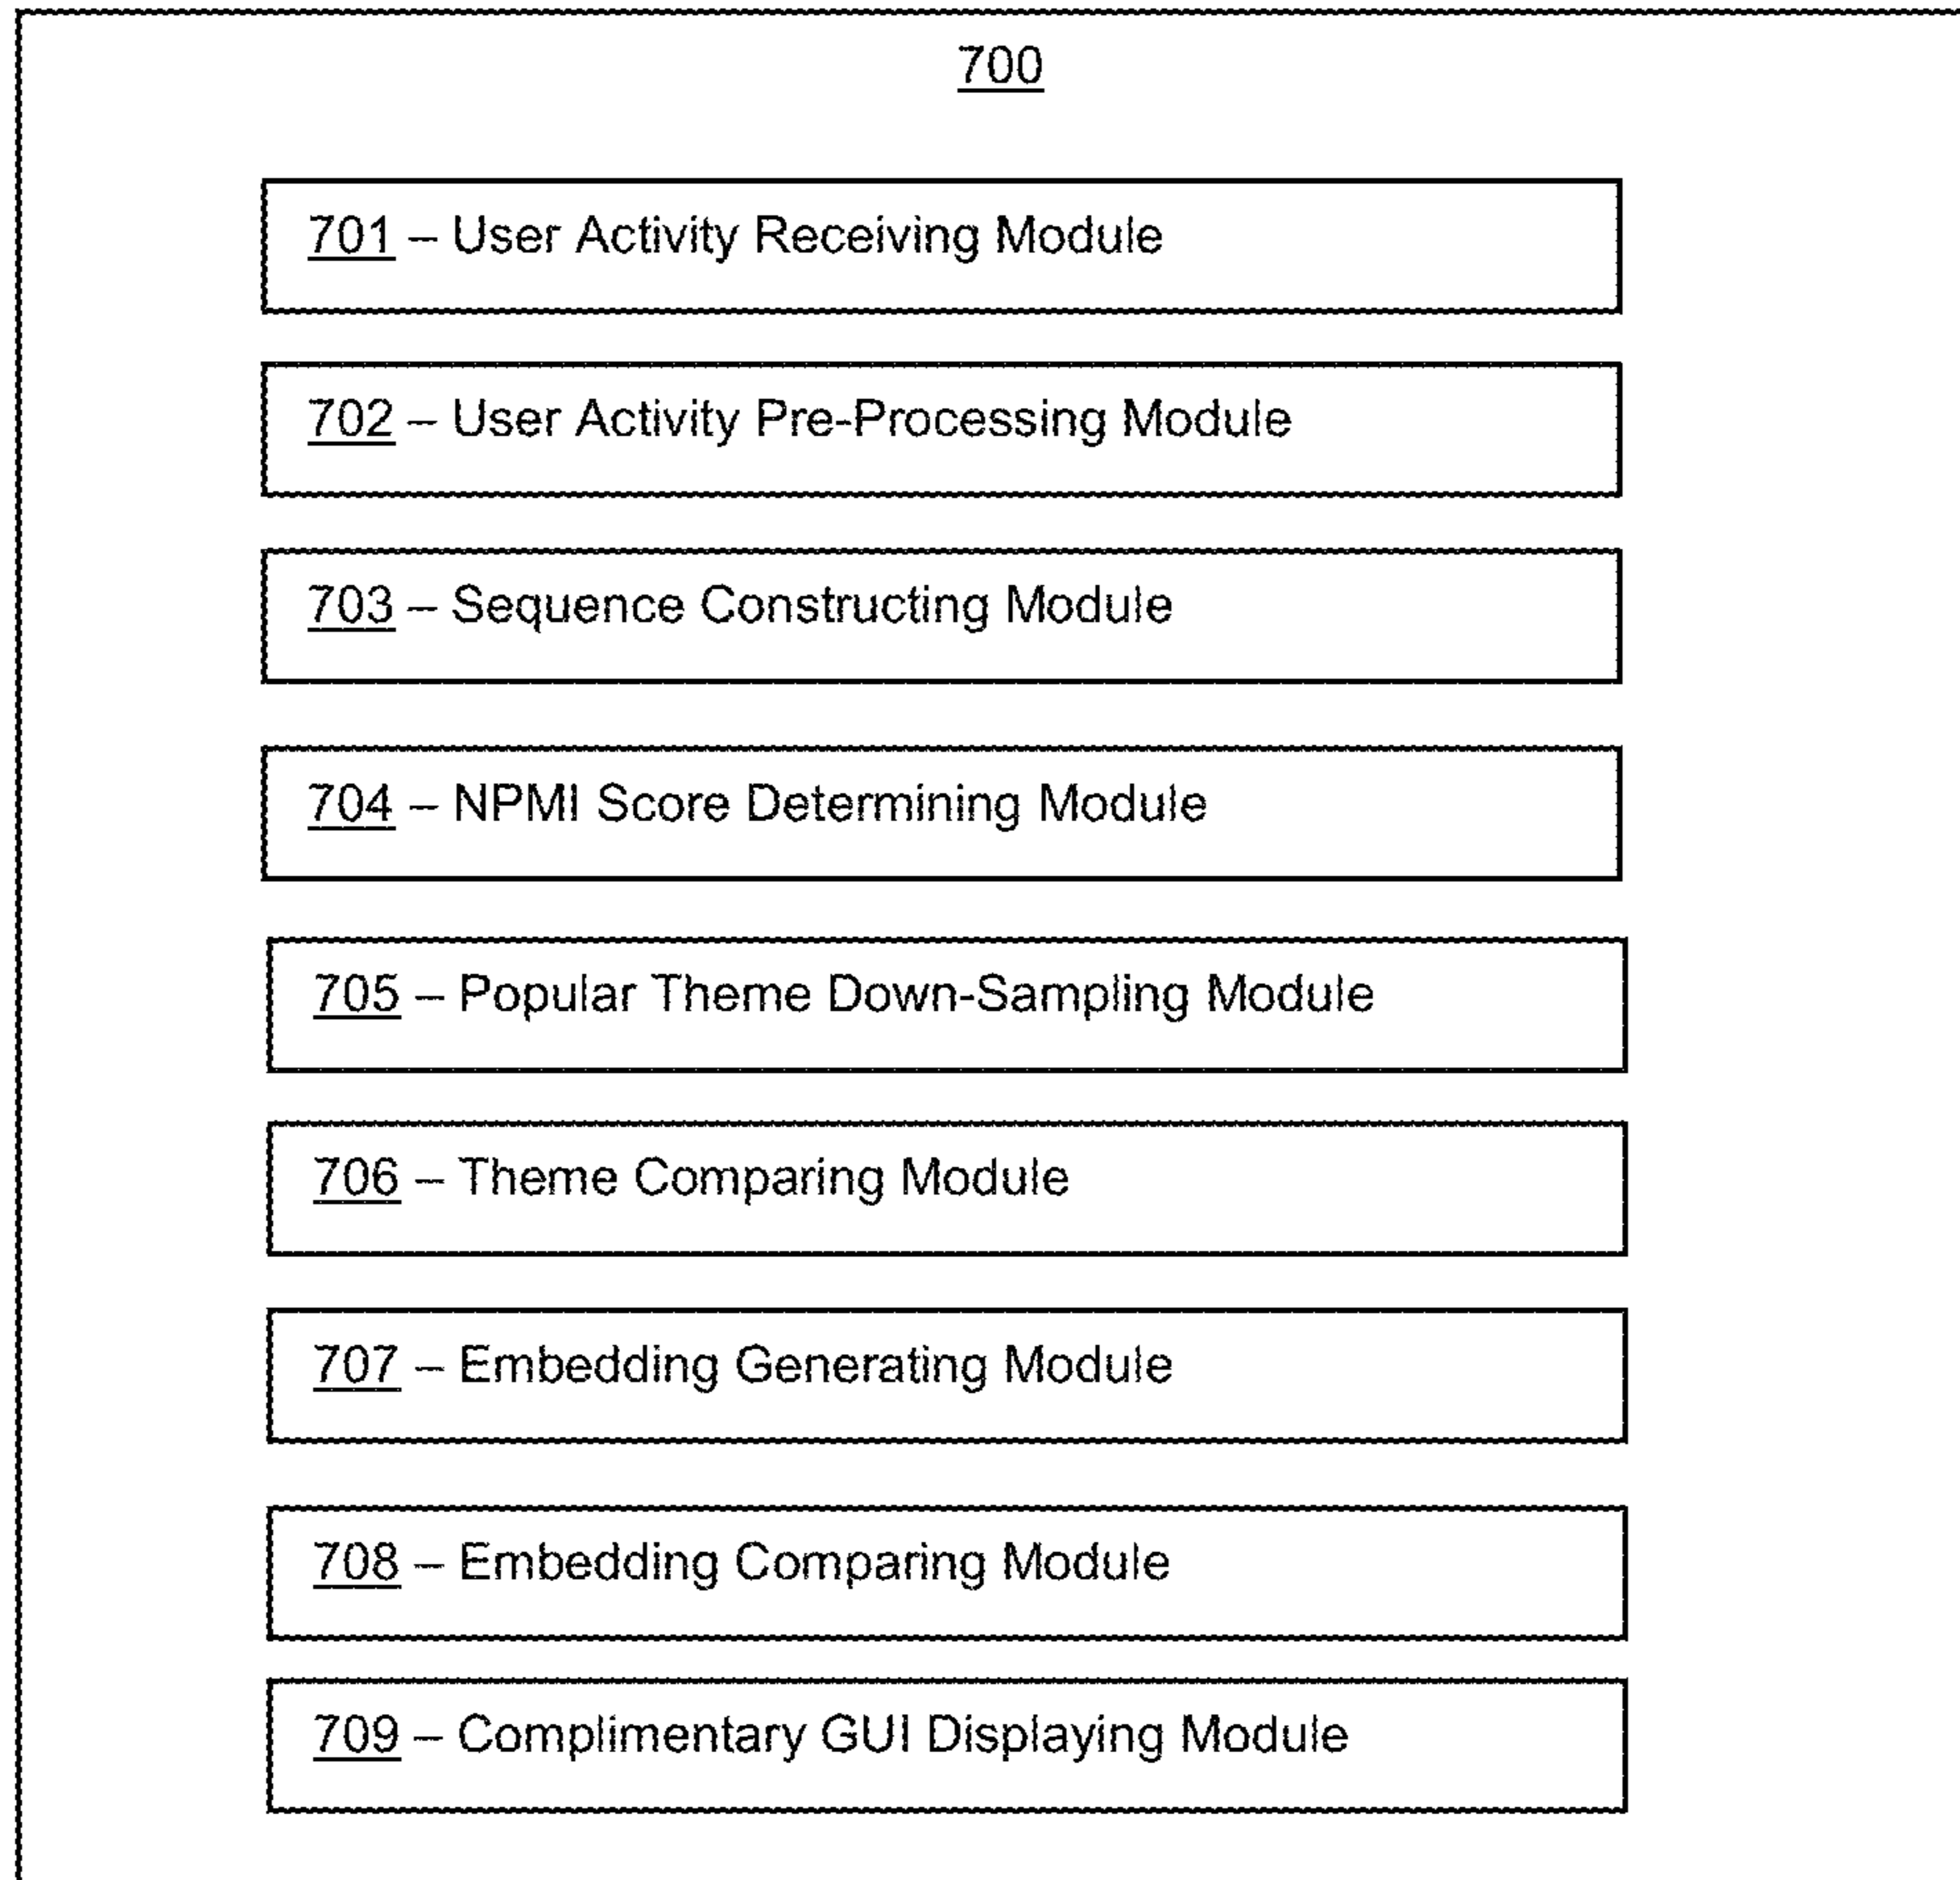 700
701 – User Activity Receiving Module
702 – User Activity Pre-Processing Module
703 – Sequence Constructing Module
704 – NPMI Score Determining Module
705 – Popular Theme Down-Sampling Module
706 – Theme Comparing Module
707 – Embedding Generating Module
708 – Embedding Comparing Module
709 – Complimentary GUI Displaying Module